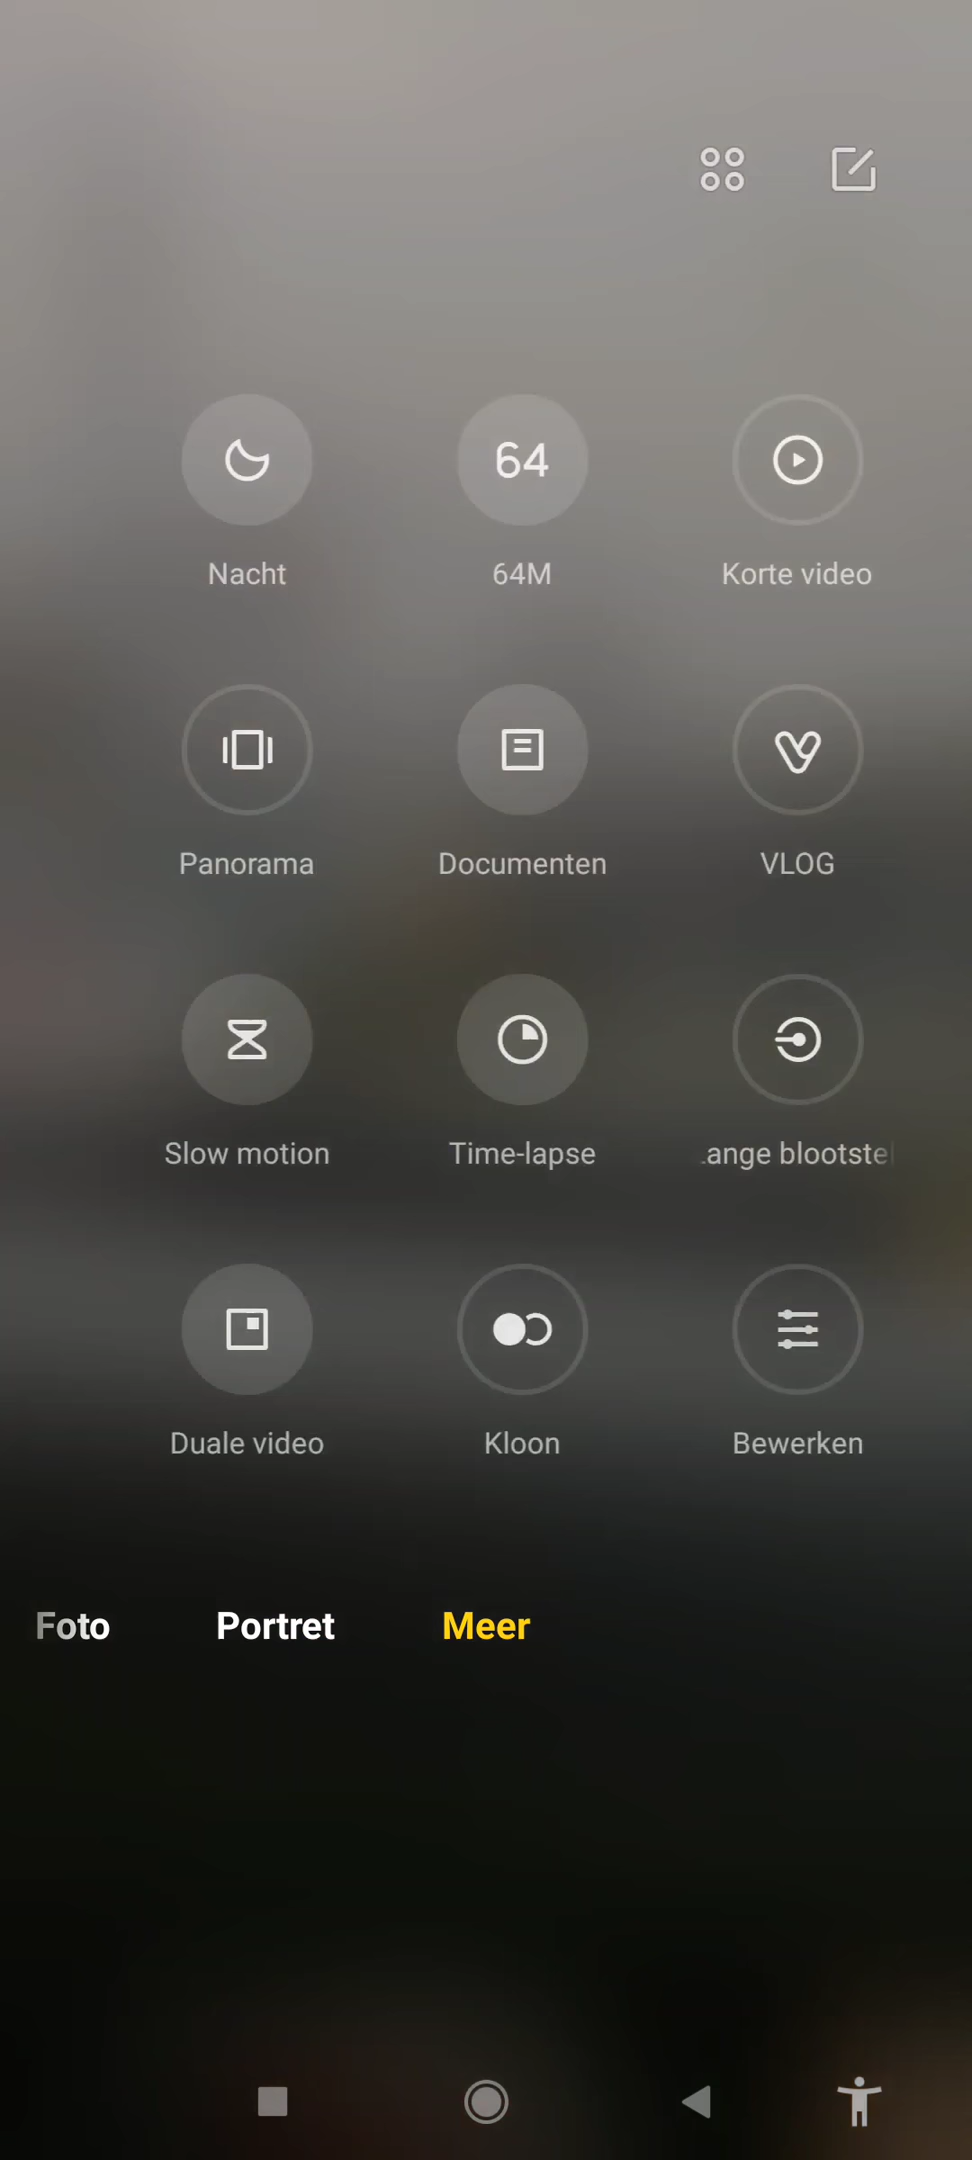 64
Nacht
64M
Korte video
Panorama
Documenten
VLOG
Slow motion
Time-lapse
ange blootstel
Duale video
Kloon
Bewerken
Foto
Portret
Meer